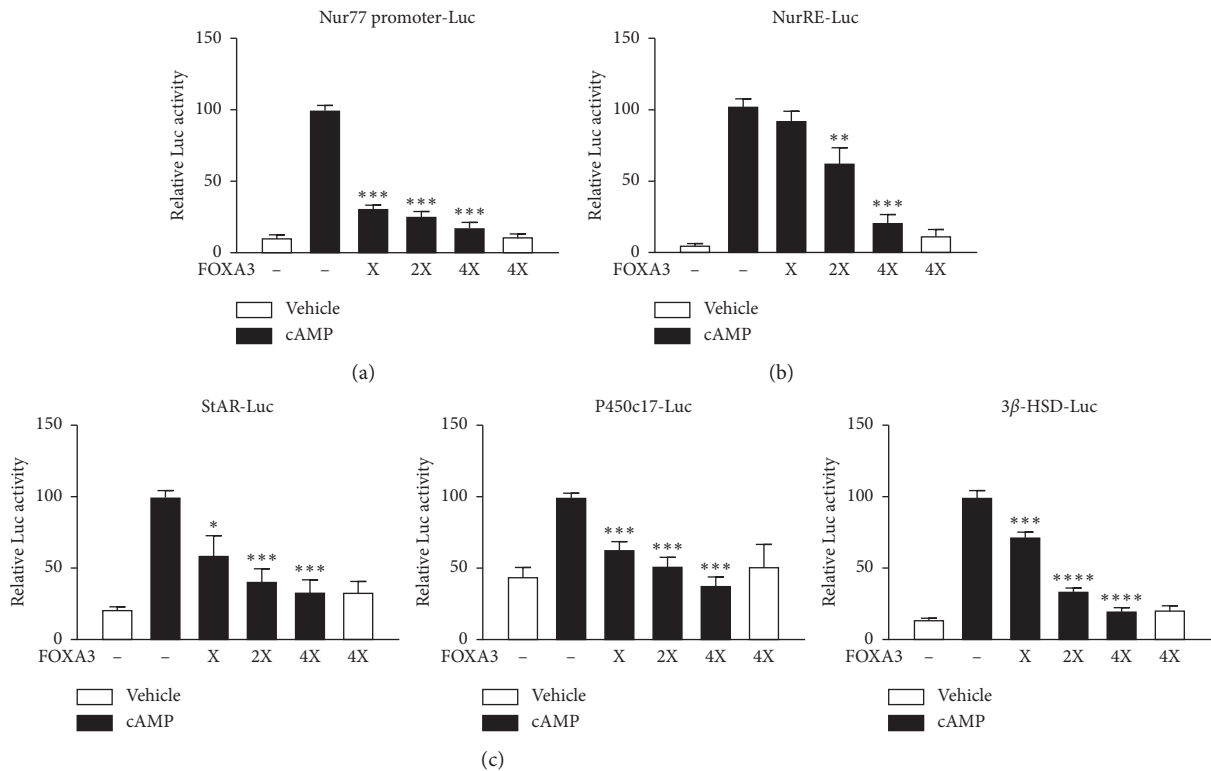 Nur77 promoter-Luc
150
100
50
0
Relative Luc activity
***
***
***
FOXA3 – – X 2X 4X 4X
Vehicle
cAMP
(a)
NurRE-Luc
150
100
50
0
Relative Luc activity
**
***
FOXA3 – – X 2X 4X 4X
Vehicle
cAMP
(b)
StAR-Luc
150
100
50
0
Relative Luc activity
*
***
***
FOXA3 – – X 2X 4X 4X
Vehicle
cAMP
P450c17-Luc
150
100
50
0
Relative Luc activity
***
***
***
FOXA3 – – X 2X 4X 4X
Vehicle
cAMP
3β-HSD-Luc
150
100
50
0
Relative Luc activity
***
****
****
FOXA3 – – X 2X 4X 4X
Vehicle
cAMP
(c)